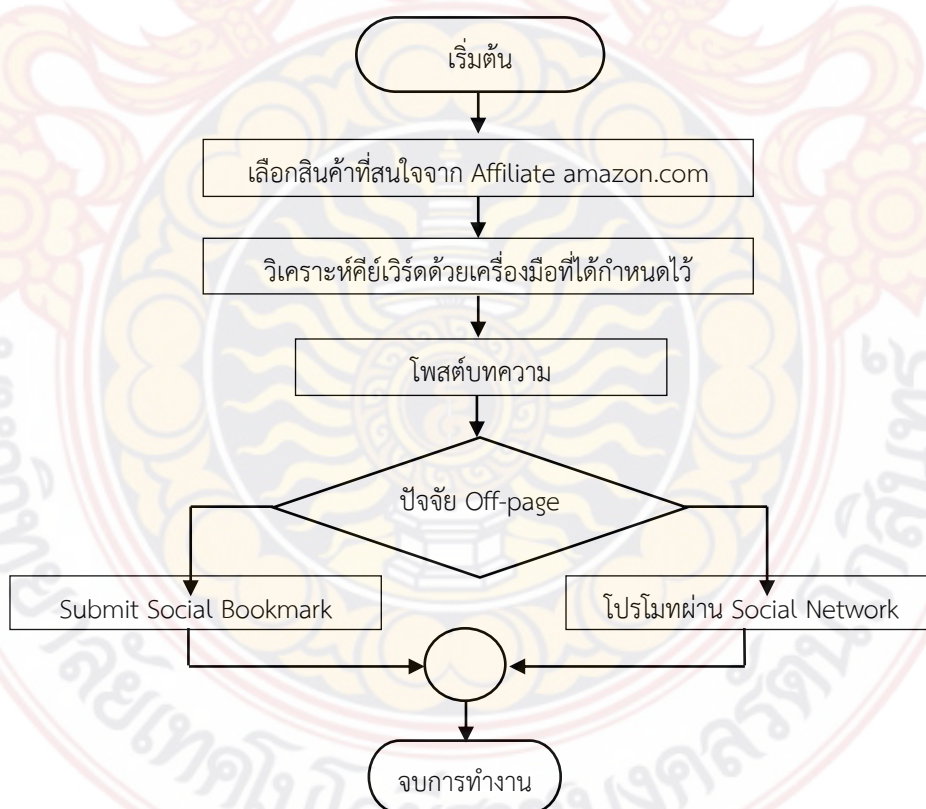 เริ่มต้น
เลือกสินค้าที่สนใจจาก Affiliate amazon.com
วิเคราะห์คีย์เวิร์ดด้วยเครื่องมือที่ได้กำหนดไว้
โพสต์บทความ
ปัจจัย Off-page
Submit Social Bookmark
โปรโมทผ่าน Social Network
จบการทำงาน